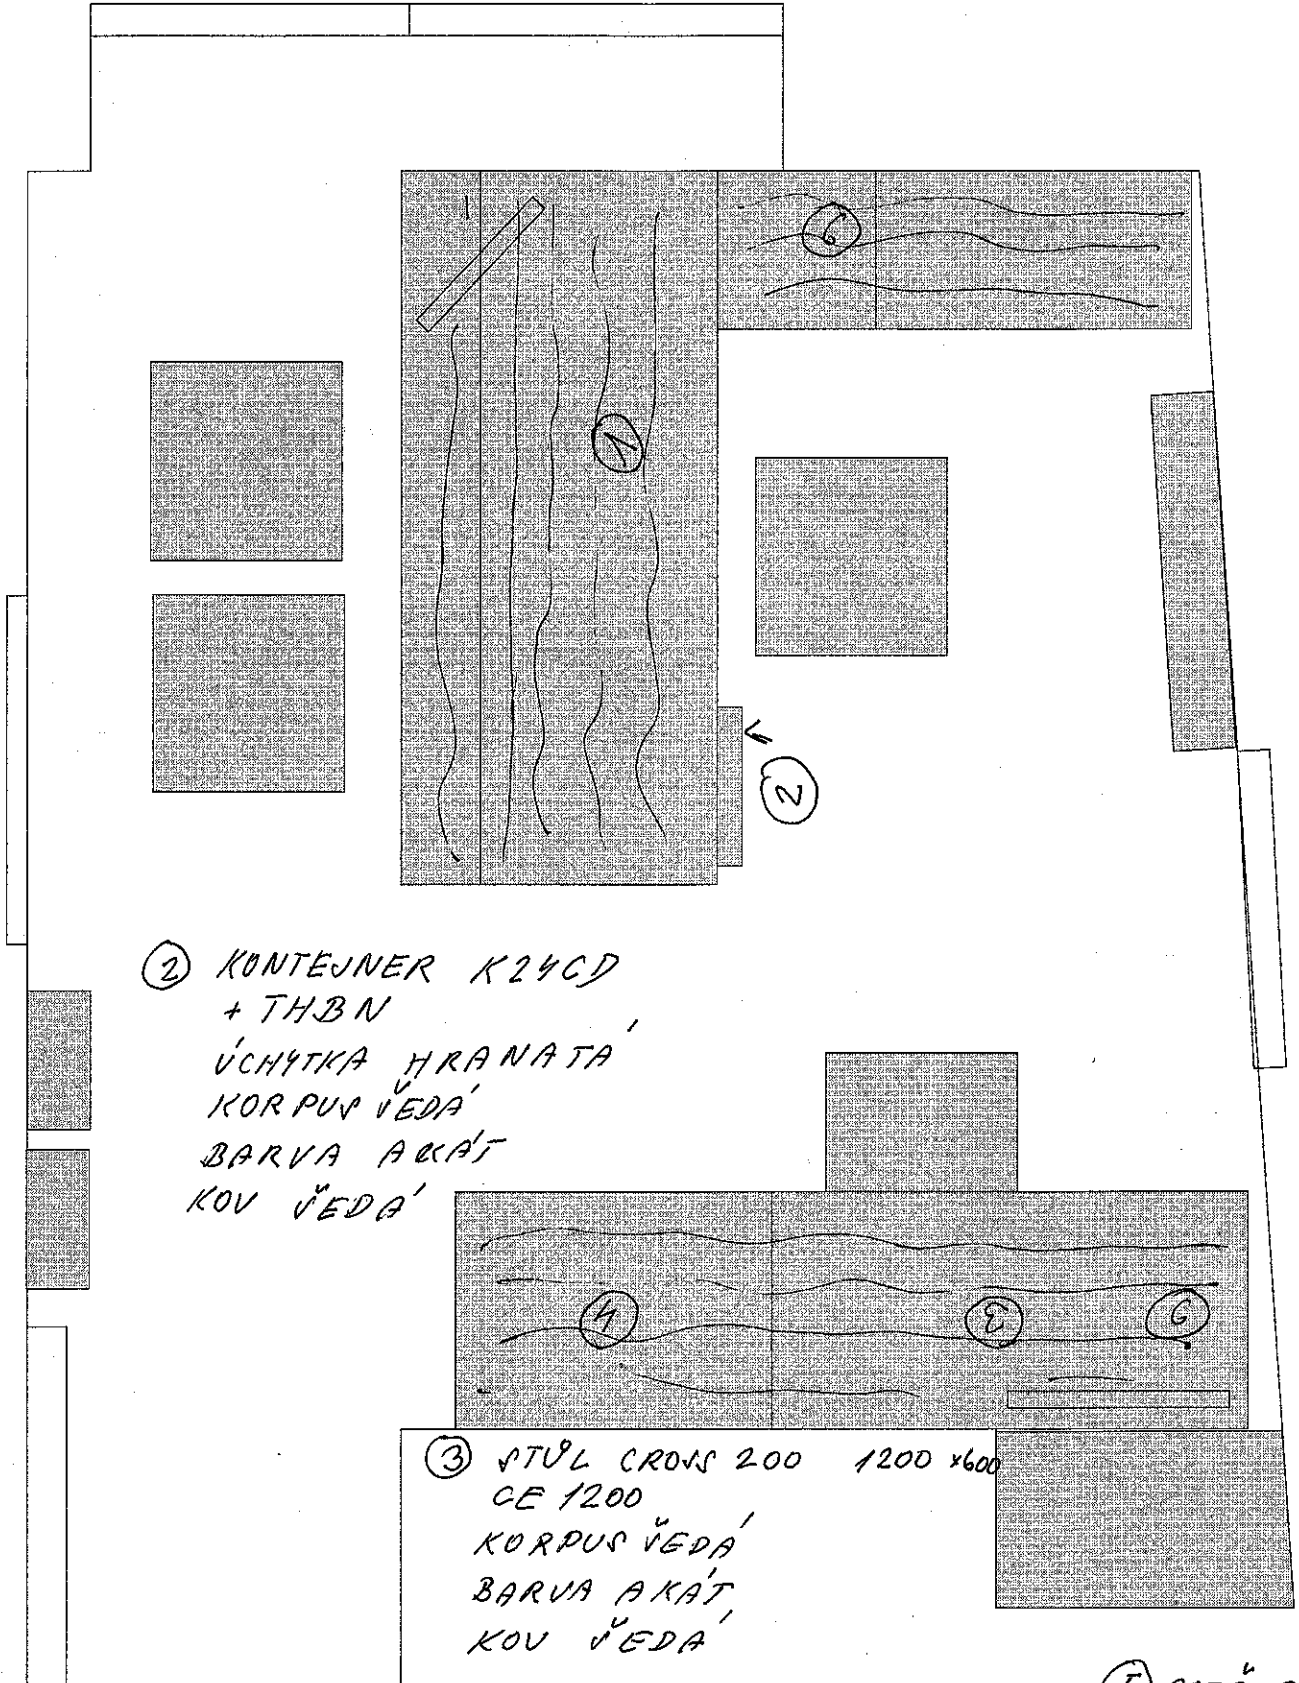 6
1
2
② KONTEJNER K24CD
+ THBN
ÚCHYTKA HRANATÁ
KORPUS ŠEDÁ
BARVA AKÁT
KOV ŠEDÁ
4
3
6
③ STŮL CROSS 200 1200 x600
CE 1200
KORPUS ŠEDÁ
BARVA AKÁT
KOV ŠEDÁ